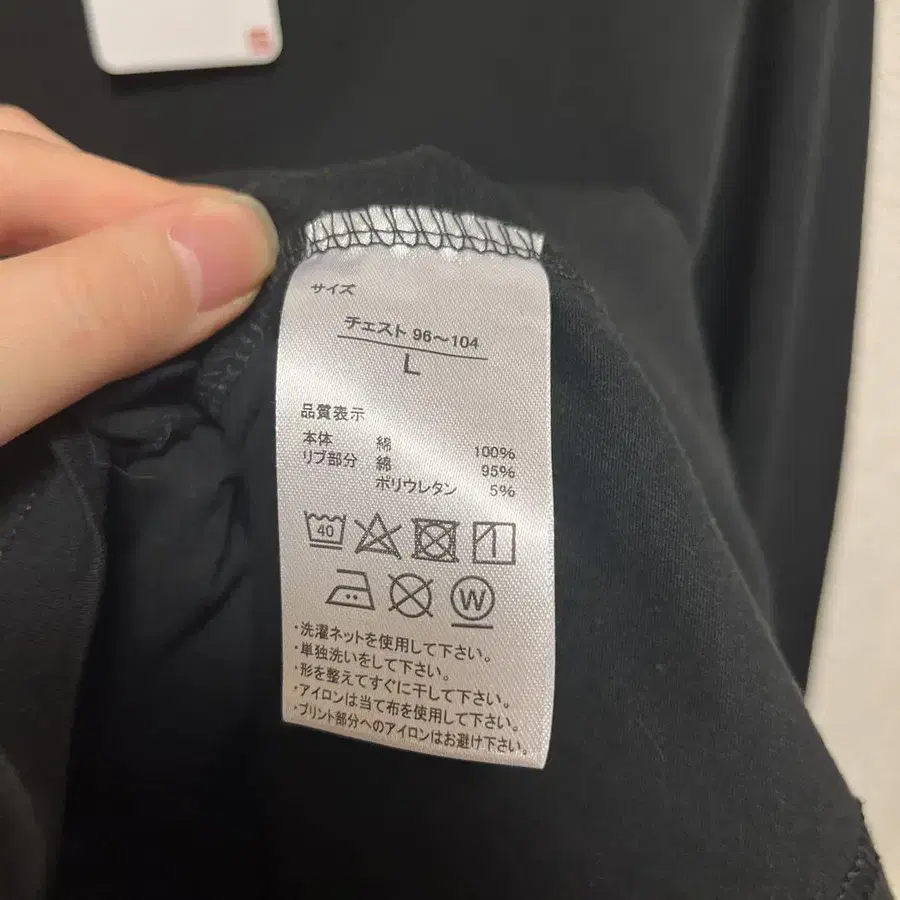 サイズ
チェスト 96～104
L
品質表示
本体 綿 100%
リブ部分 綿 95%
ポリウレタン 5%
40
W
・洗濯ネットを使用して下さい。
・単独洗いをして下さい。
・形を整えてすぐに干して下さい。
・アイロンは当て布を使用して下さい。
・プリント部分へのアイロンはお避け下さい。